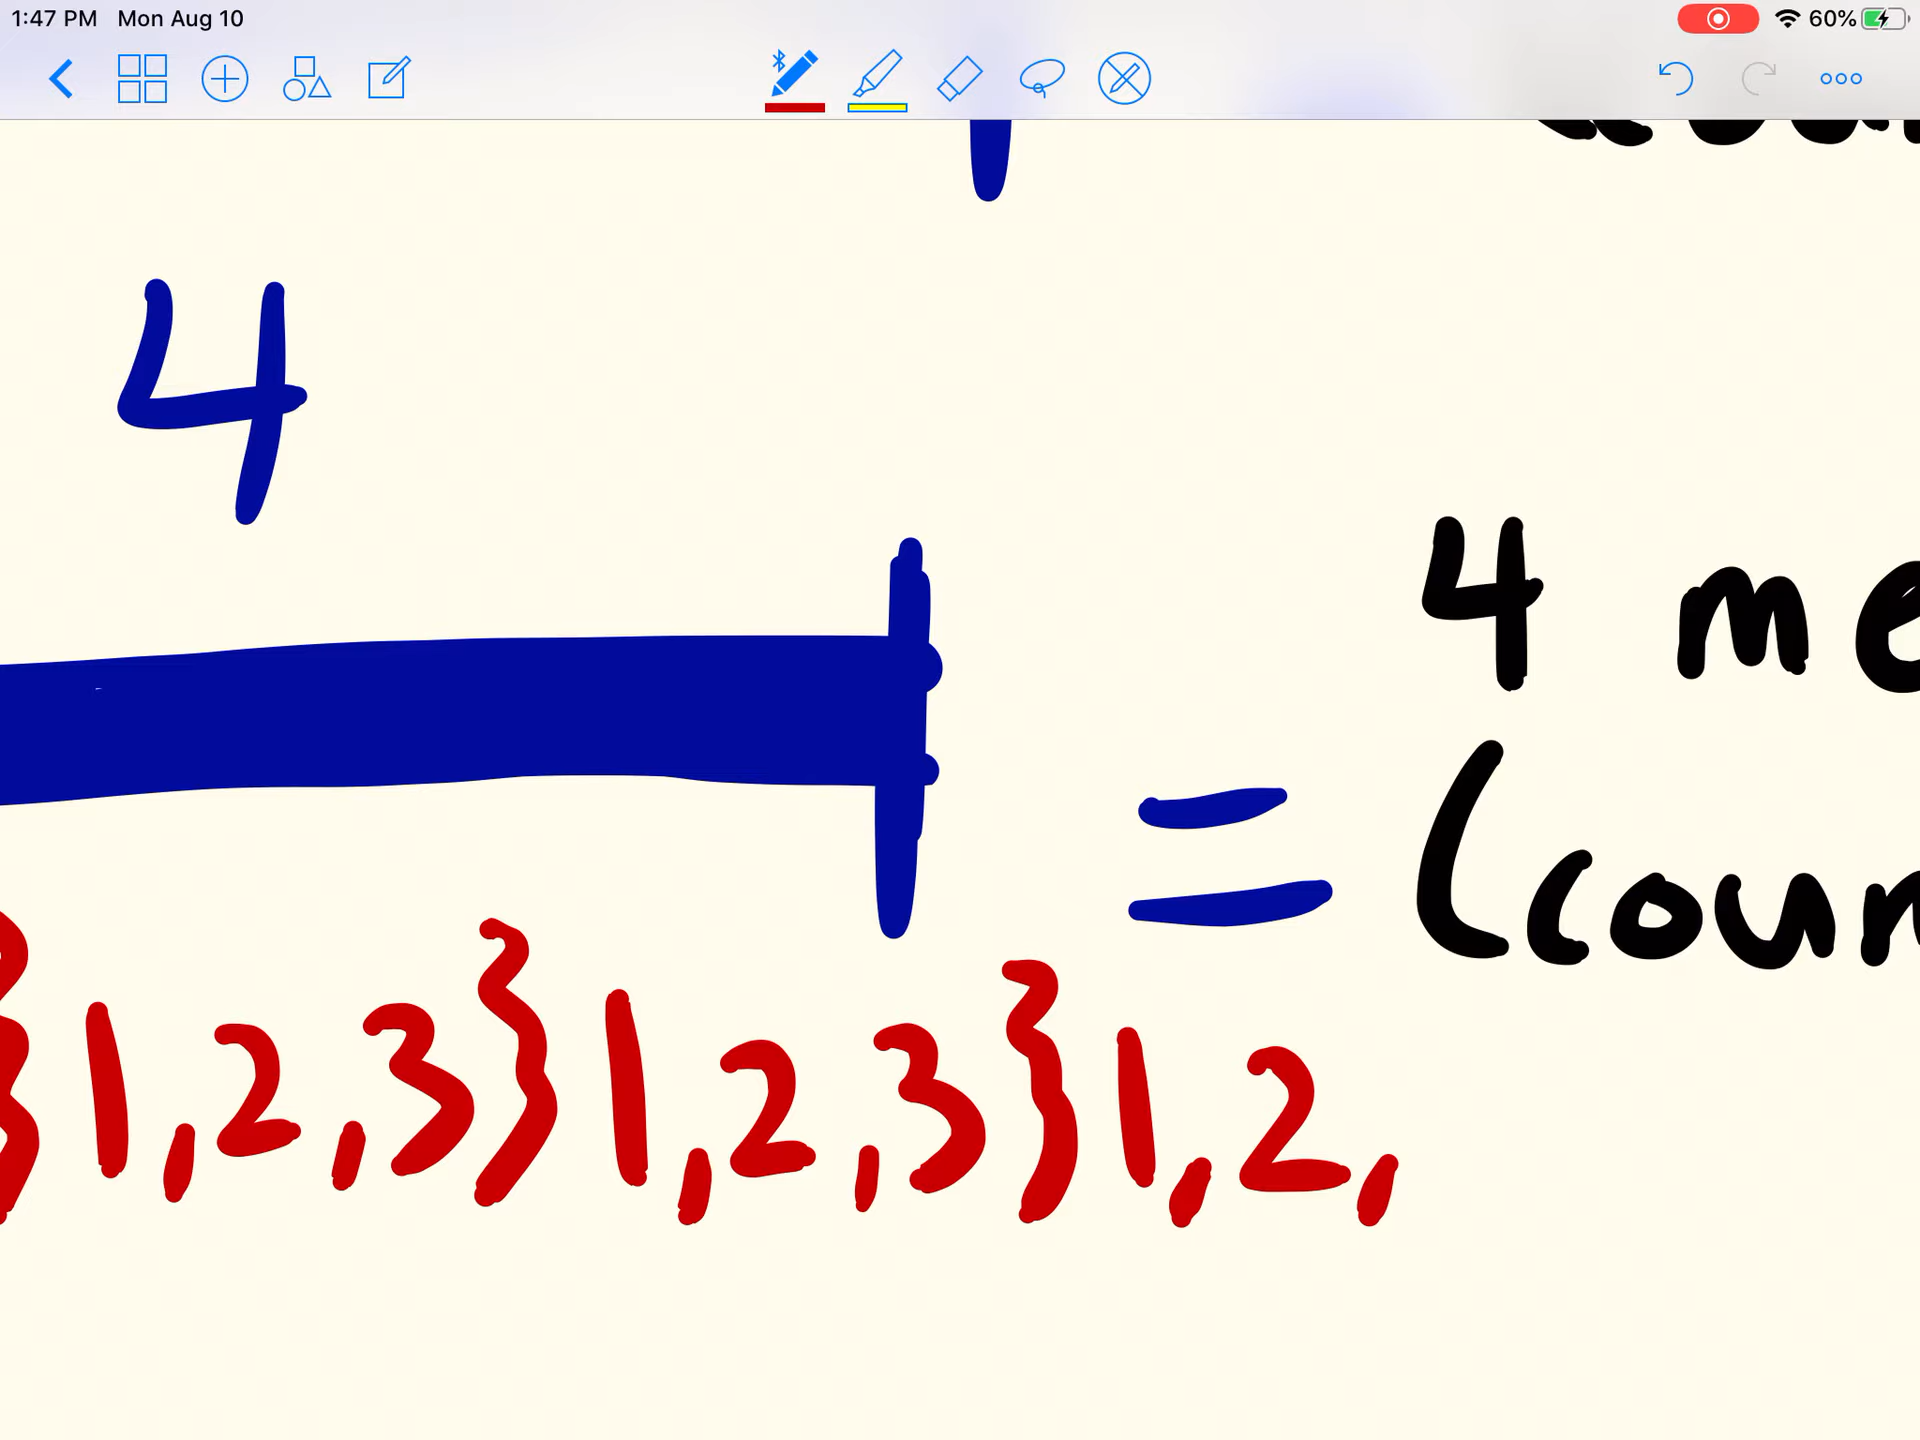 1:47 PM Mon Aug 10
60%
4
4 me
= (coun
} 1, 2, 3 } 1, 2, 3 } 1, 2,